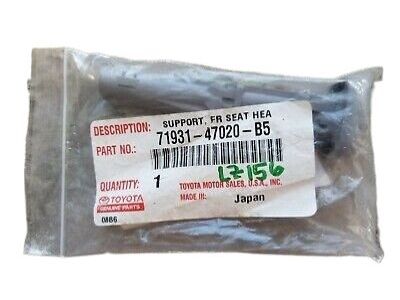 DESCRIPTION: SUPPORT, FR SEAT HEA
PART NO.: 71931-47020-B5
LZ156
QUANTITY: 1 TOYOTA MOTOR SALES, U.S.A., INC.
TOYOTA MADE IN: Japan
GENUINE PARTS
0MB6